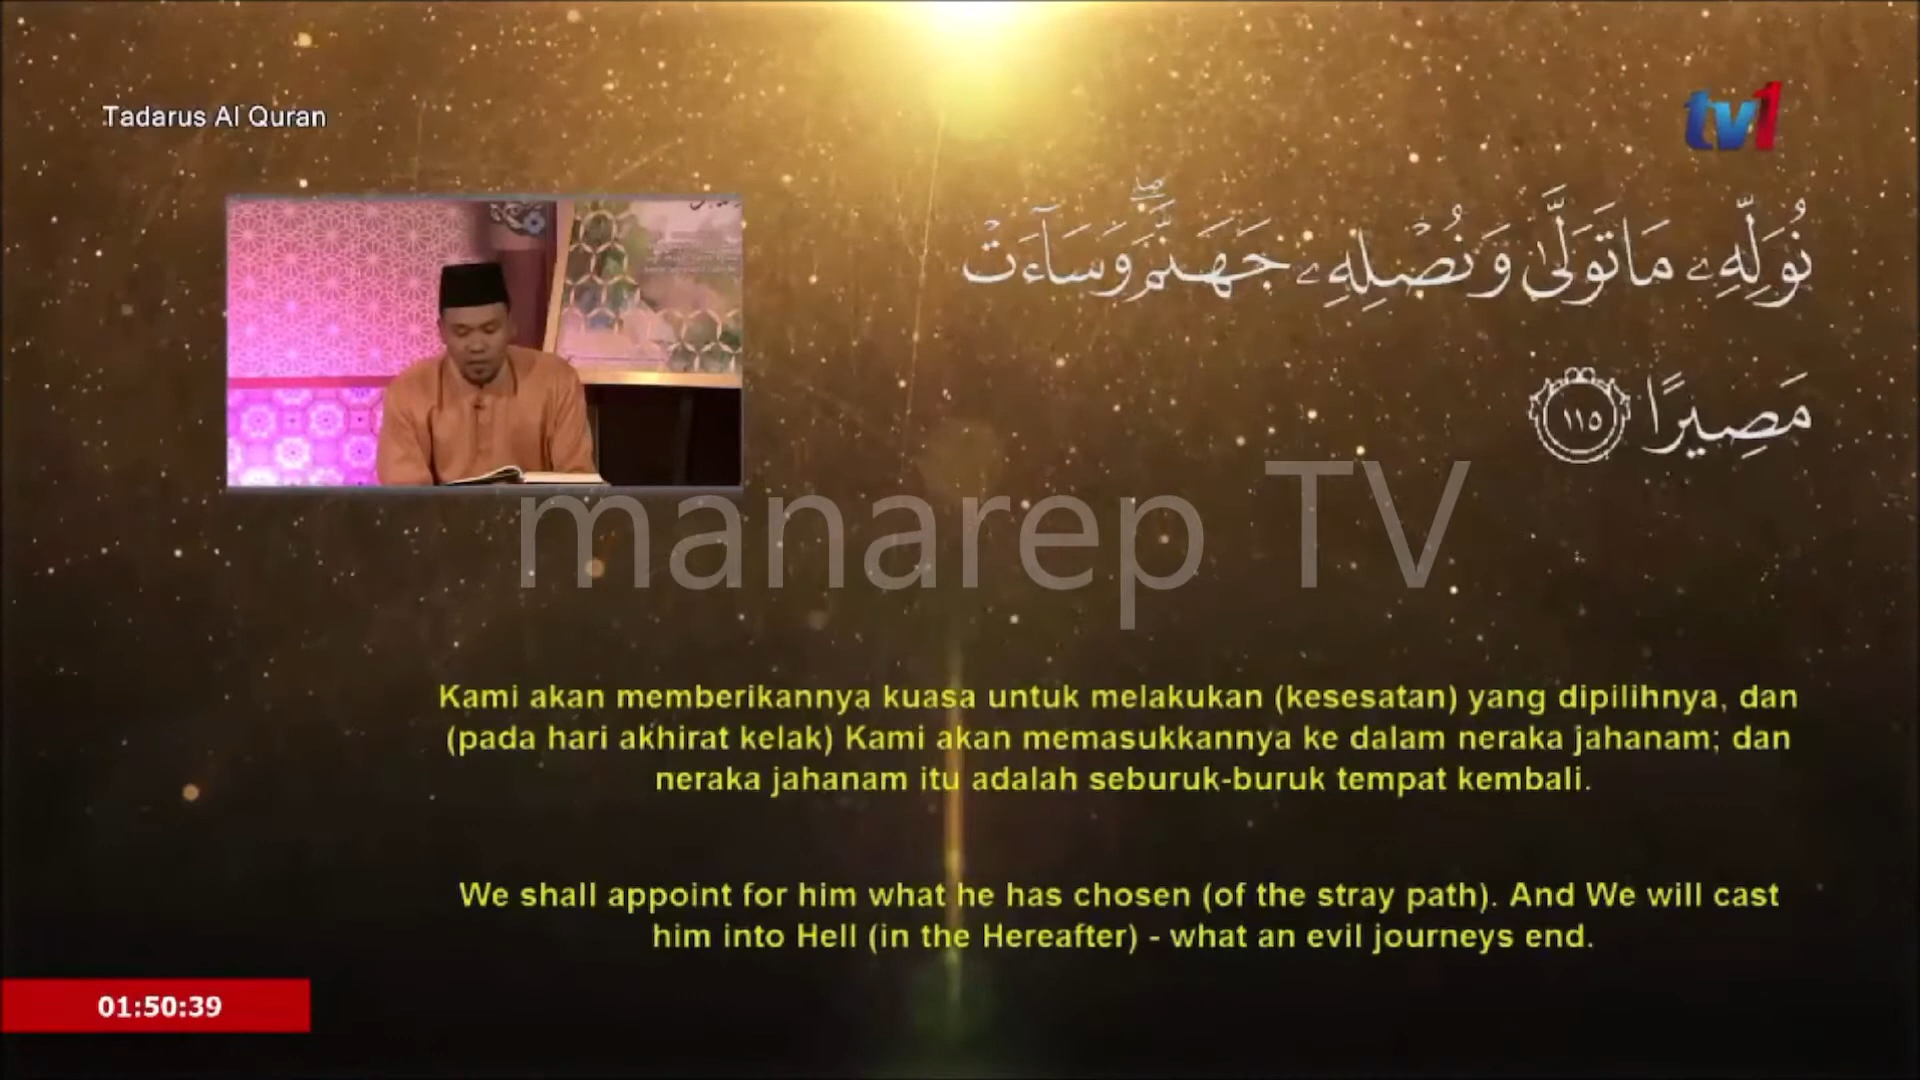 Tadarus Al Quran
tv1
نُوَلِّهِۦ مَا تَوَلَّىٰ وَنُصْلِهِۦ جَهَنَّمَۖ وَسَآءَتْ
مَصِيرًا ١١٥
manarep TV
Kami akan memberikannya kuasa untuk melakukan (kesesatan) yang dipilihnya, dan
(pada hari akhirat kelak) Kami akan memasukkannya ke dalam neraka jahanam; dan
neraka jahanam itu adalah seburuk-buruk tempat kembali.
We shall appoint for him what he has chosen (of the stray path). And We will cast
him into Hell (in the Hereafter) - what an evil journeys end.
01:50:39